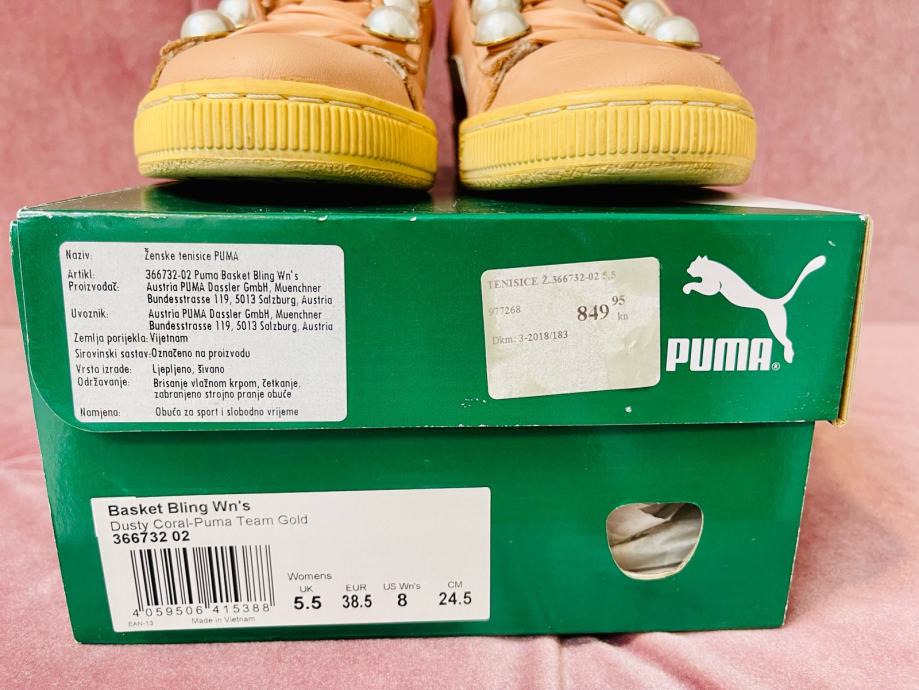 Naziv: Ženske tenisice PUMA
Artikl: 366732-02 Puma Basket Bling Wn's
Proizvođač: Austria PUMA Dassler GmbH, Muenchner
Bundesstrasse 119, 5013 Salzburg, Austria
Uvoznik: Austria PUMA Dassler GmbH, Muenchner
Bundesstrasse 119, 5013 Salzburg, Austria
Zemlja porijekla: Vijetnam
Sirovinski sastav: Označeno na proizvodu
Vrsta izrade: Ljepljeno, šivano
Održavanje: Brisanje vlažnom krpom, četkanje,
zabranjeno strojno pranje obuće
Namjena: Obuća za sport i slobodno vrijeme
TENISICE Ž.366732-02 5,5
977268 849 95 kn
Dkm: 3-2018/183
PUMA®
Basket Bling Wn's
Dusty Coral-Puma Team Gold
366732 02
4 059506 415388
EAN-13 Made in Vietnam
Womens
UK EUR US Wn's CM
5.5 38.5 8 24.5